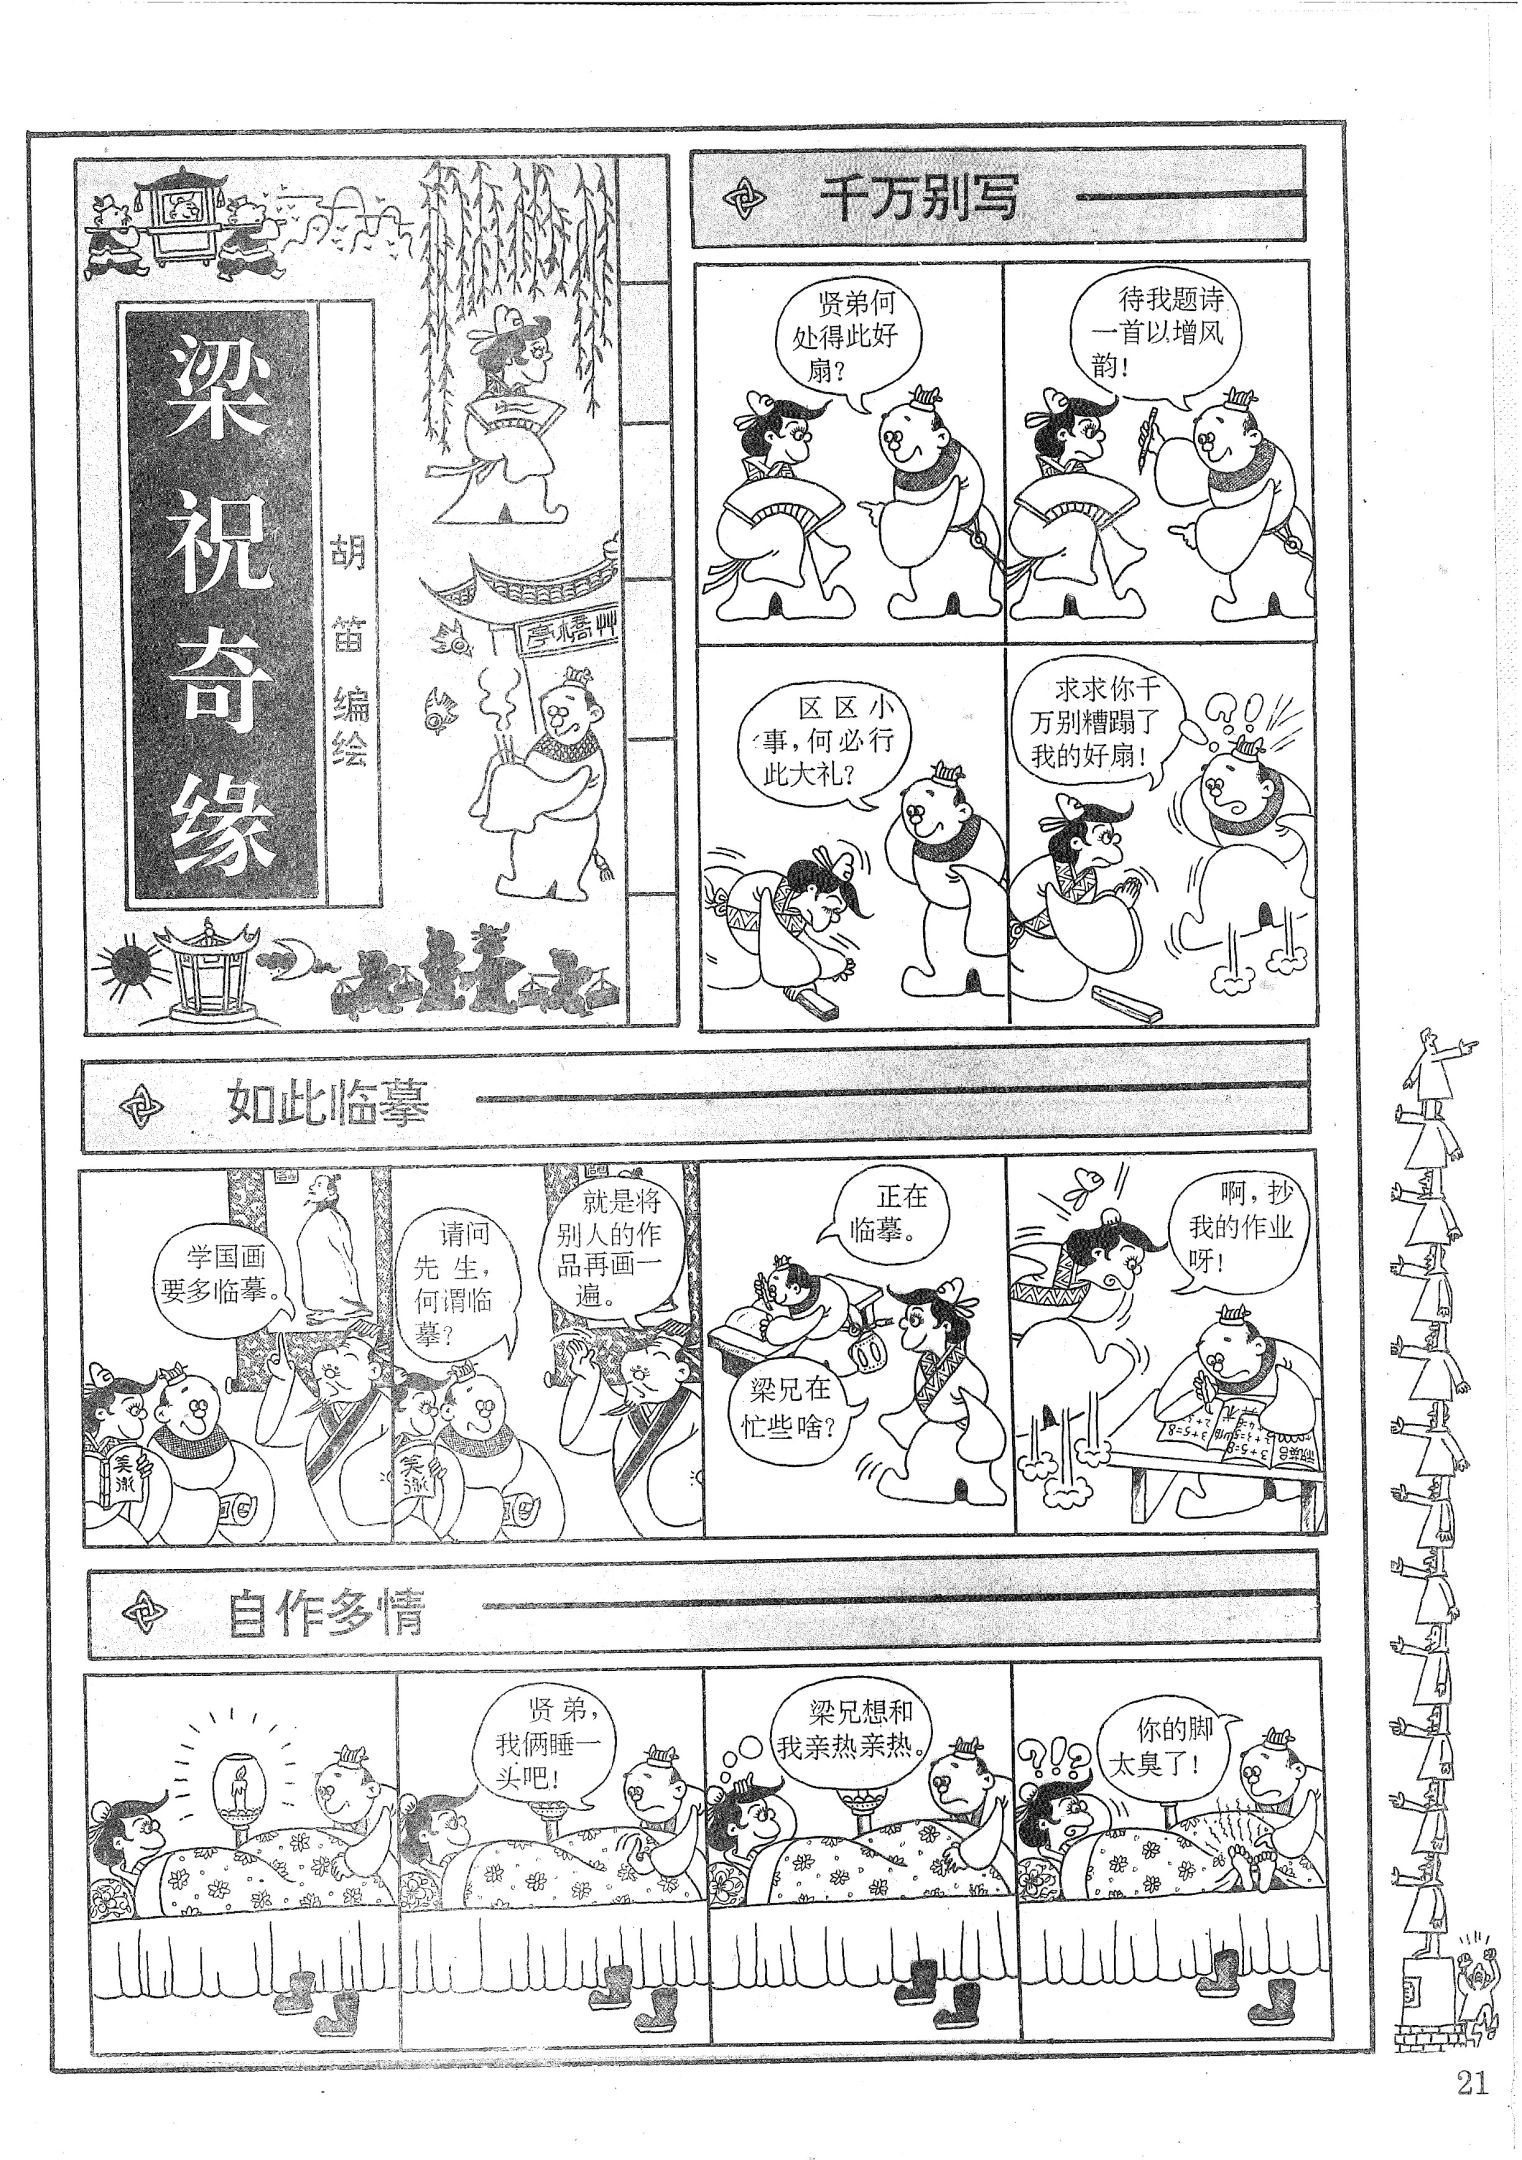 梁祝奇缘
胡笛编绘
艸橋亭
千万别写
贤弟何
处得此好
扇?
待我题诗
一首以增风
韵!
区区小
事,何必行
此大礼?
求求你千
万别糟蹋了
我的好扇!
?!
如此临摹
学国画
要多临摹。
美术
请问
先生,
何谓临
摹?
就是将
别人的作
品再画一
遍。
美术
正在
临摹。
梁兄在
忙些啥?
啊,抄
我的作业
呀!
3+5=8
3+5=8
自作多情
贤弟,
我俩睡一
头吧!
梁兄想和
我亲热亲热。
?!?
你的脚
太臭了!
21